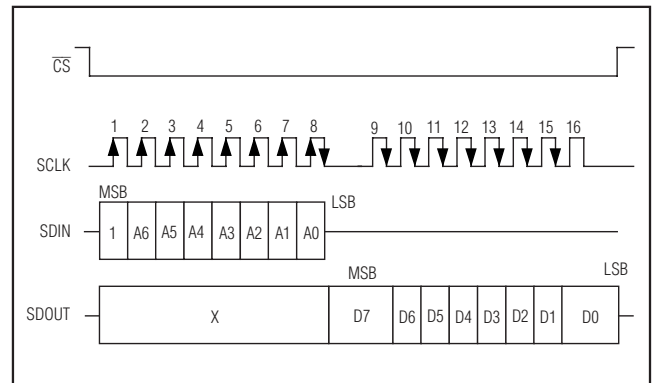 CS
1 2 3 4 5 6 7 8 9 10 11 12 13 14 15 16
SCLK
MSB
LSB
SDIN 1 A6 A5 A4 A3 A2 A1 A0
MSB
LSB
SDOUT X D7 D6 D5 D4 D3 D2 D1 D0